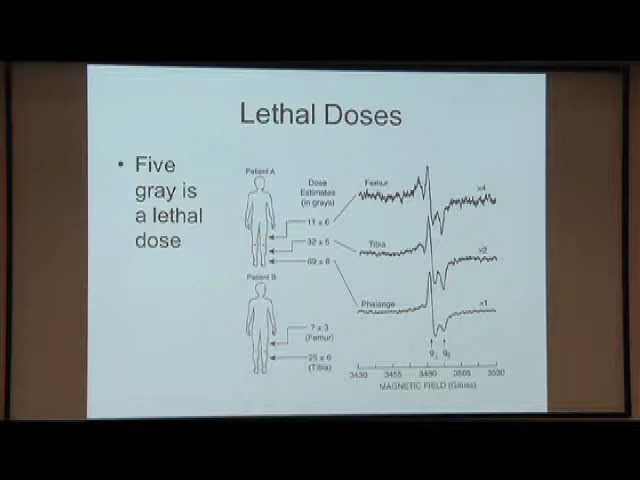 Lethal Doses
• Five
gray is
a lethal
dose
Patient A
Dose
Estimates
(in grays)
11 ± 6
32 ± 5
69 ± 8
Patient B
7 ± 3
(Femur)
25 ± 6
(Tibia)
Femur
x4
Tibia
x2
Phalange
x1
3430 3455 3480 3505 3530
MAGNETIC FIELD (Gauss)